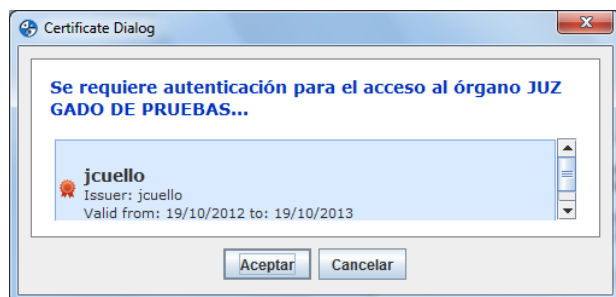 Certificate Dialog
Se requiere autenticación para el acceso al órgano JUZ
GADO DE PRUEBAS...
jcuello
Issuer: jcuello
Valid from: 19/10/2012 to: 19/10/2013
Aceptar Cancelar